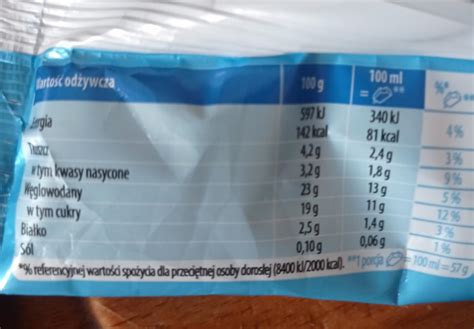 Wartość odżywcza 100 g 100 ml = ** %* **
Energia 597 kJ 340 kJ
142 kcal 81 kcal 4%
Tłuszcz 4,2 g 2,4 g 3%
w tym kwasy nasycone 3,2 g 1,8 g 9%
Węglowodany 23 g 13 g 5%
w tym cukry 19 g 11 g 12%
Białko 2,5 g 1,4 g 3%
Sól 0,10 g 0,06 g 1%
*% referencyjnej wartości spożycia dla przeciętnej osoby dorosłej (8400 kJ/2000 kcal). **1 porcja = 100 ml = 57 g